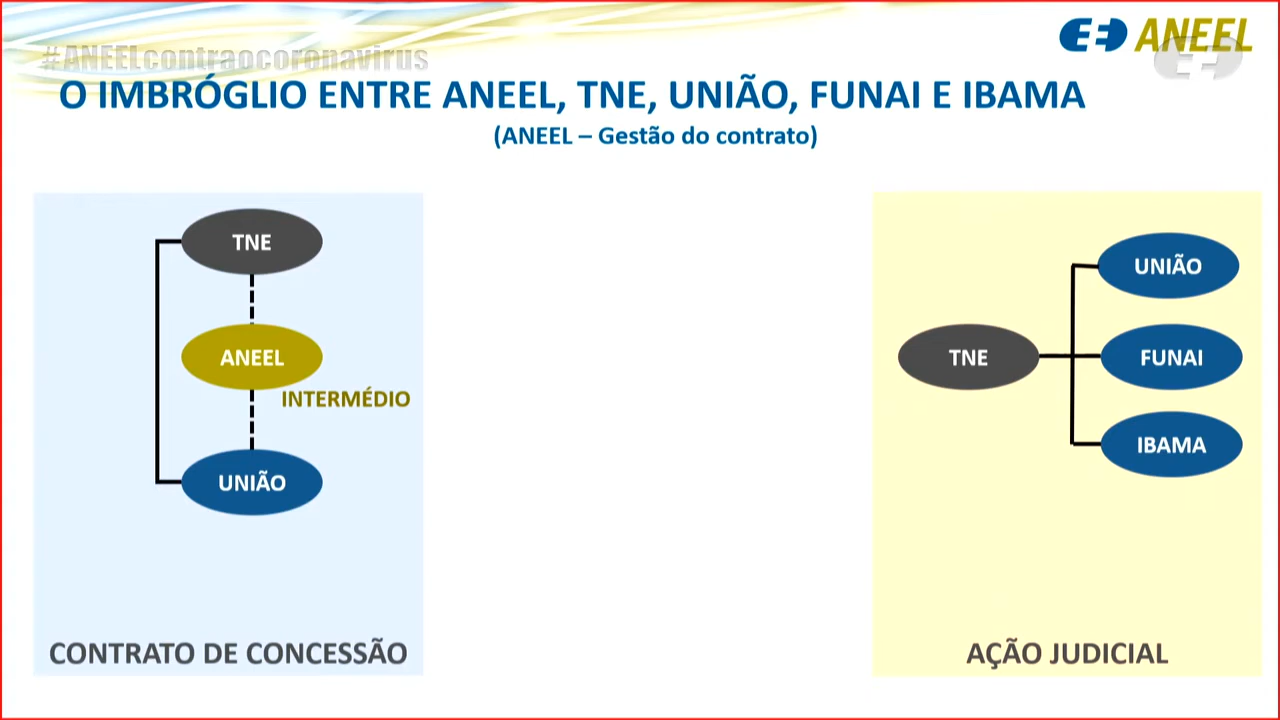 ANEEL
#ANEELcontraocoronavirus
O IMBRÓGLIO ENTRE ANEEL, TNE, UNIÃO, FUNAI E IBAMA
(ANEEL – Gestão do contrato)
TNE
ANEEL
INTERMÉDIO
UNIÃO
CONTRATO DE CONCESSÃO
UNIÃO
TNE
FUNAI
IBAMA
AÇÃO JUDICIAL